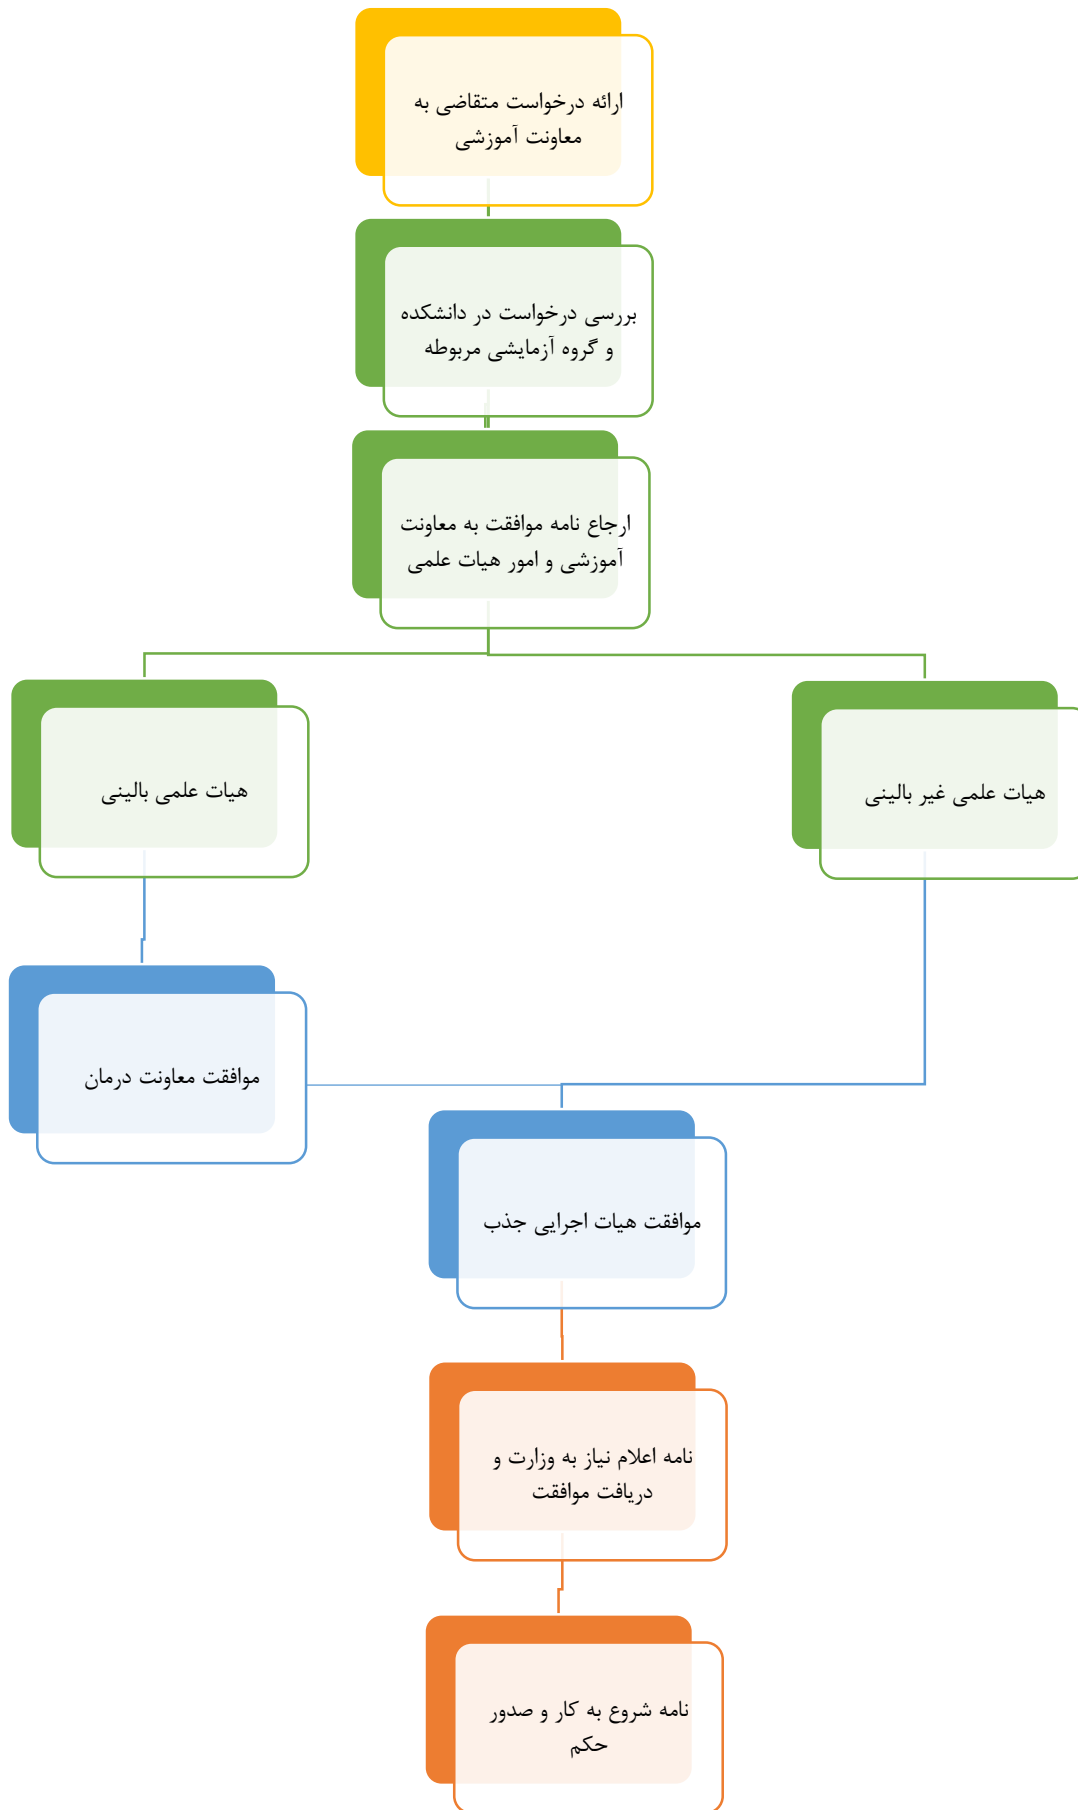 ارائه درخواست متقاضی به
معاونت آموزشی
بررسی درخواست در دانشکده
و گروه آزمایشی مربوطه
ارجاع نامه موافقت به معاونت
آموزشی و امور هیات علمی
هیات علمی غیر بالینی
هیات علمی بالینی
موافقت معاونت درمان
موافقت هیات اجرایی جذب
نامه اعلام نیاز به وزارت و
دریافت موافقت
نامه شروع به کار و صدور
حکم